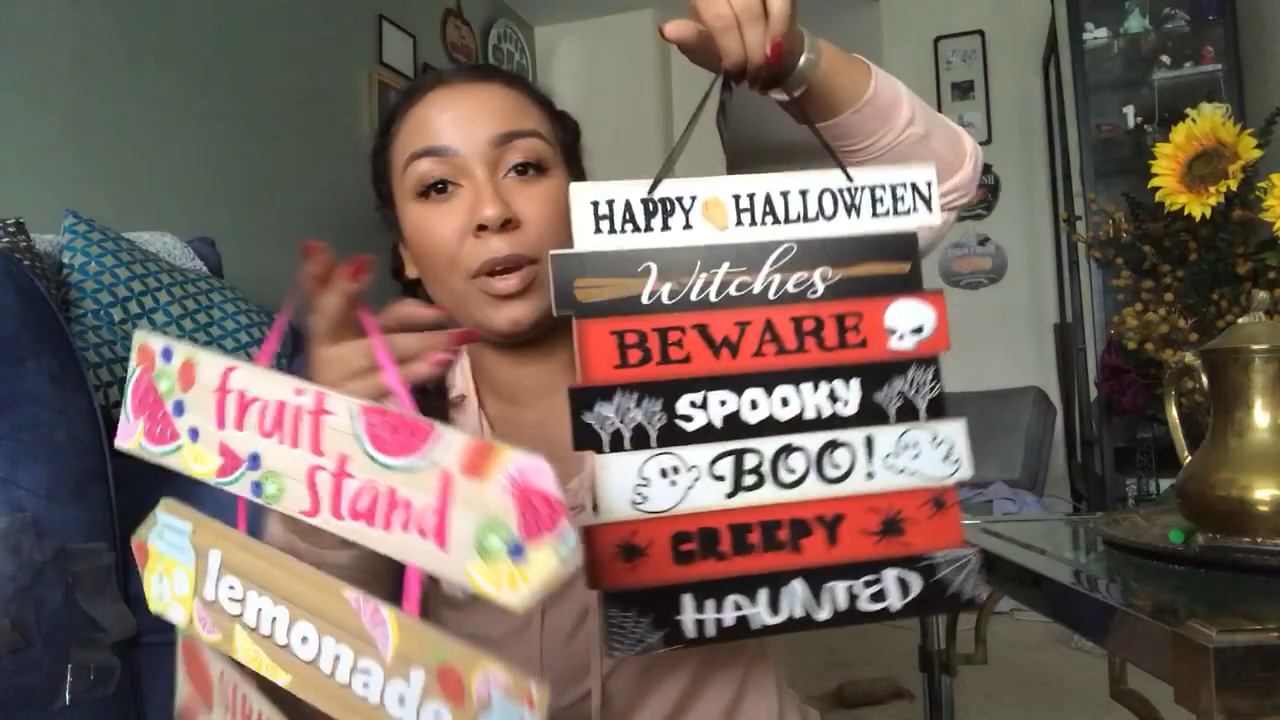 HAPPY HALLOWEEN
Witches
BEWARE
SPOOKY
BOO!
CREEPY
HAUNTED
fruit
stand
lemonade